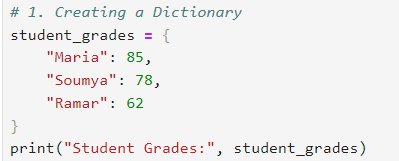 # 1. Creating a Dictionary
student_grades = {
    "Maria": 85,
    "Soumya": 78,
    "Ramar": 62
}
print("Student Grades:", student_grades)